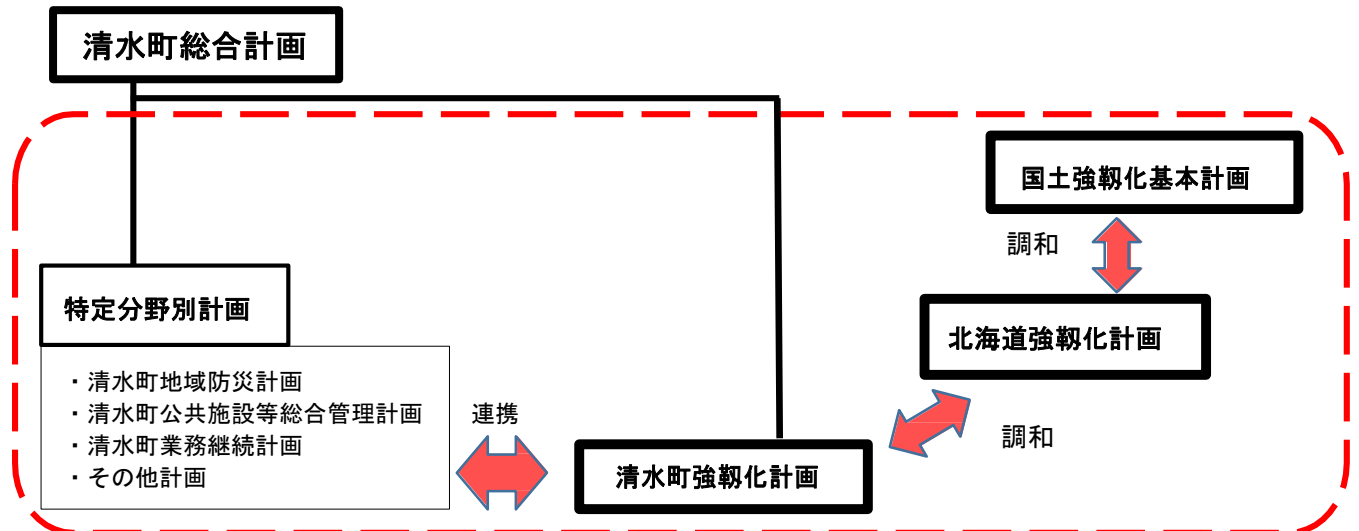 清水町総合計画
国土強靱化基本計画
調和
特定分野別計画
北海道強靱化計画
・清水町地域防災計画
・清水町公共施設等総合管理計画
・清水町業務継続計画
・その他計画
連携
調和
清水町強靱化計画